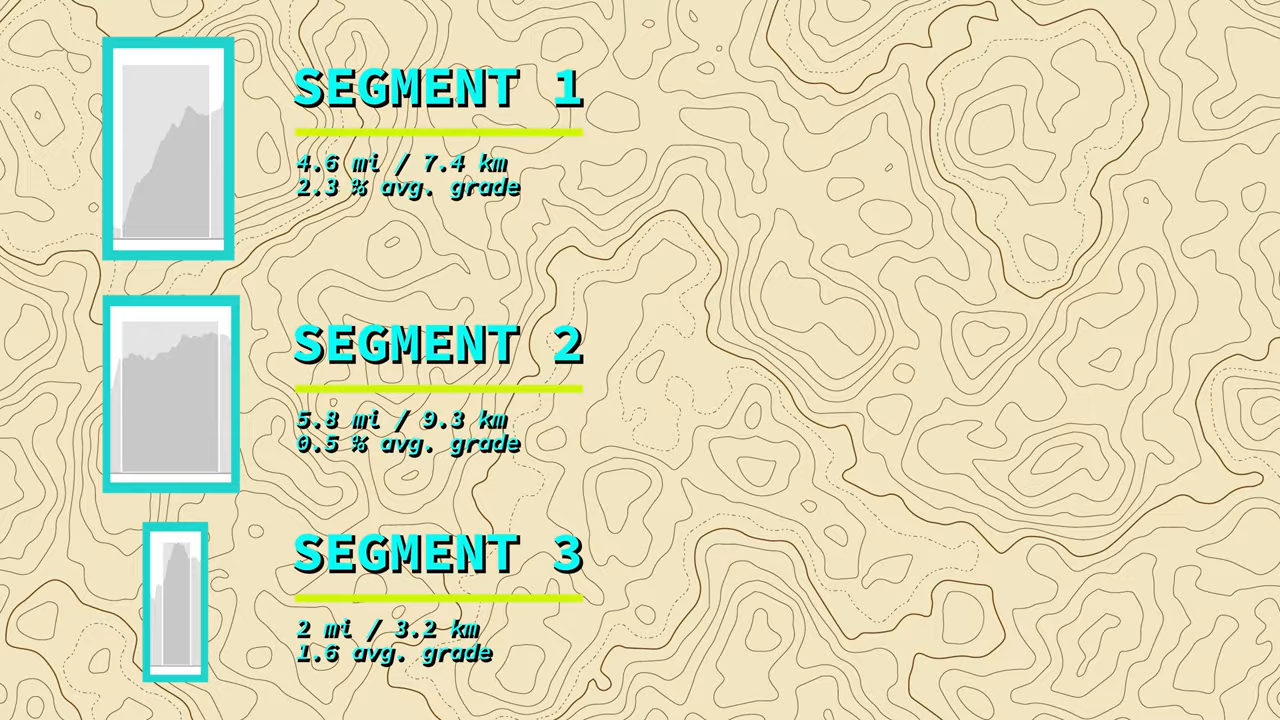 SEGMENT 1
4.6 mi / 7.4 km
2.3 % avg. grade
SEGMENT 2
5.8 mi / 9.3 km
0.5 % avg. grade
SEGMENT 3
2 mi / 3.2 km
1.6 avg. grade